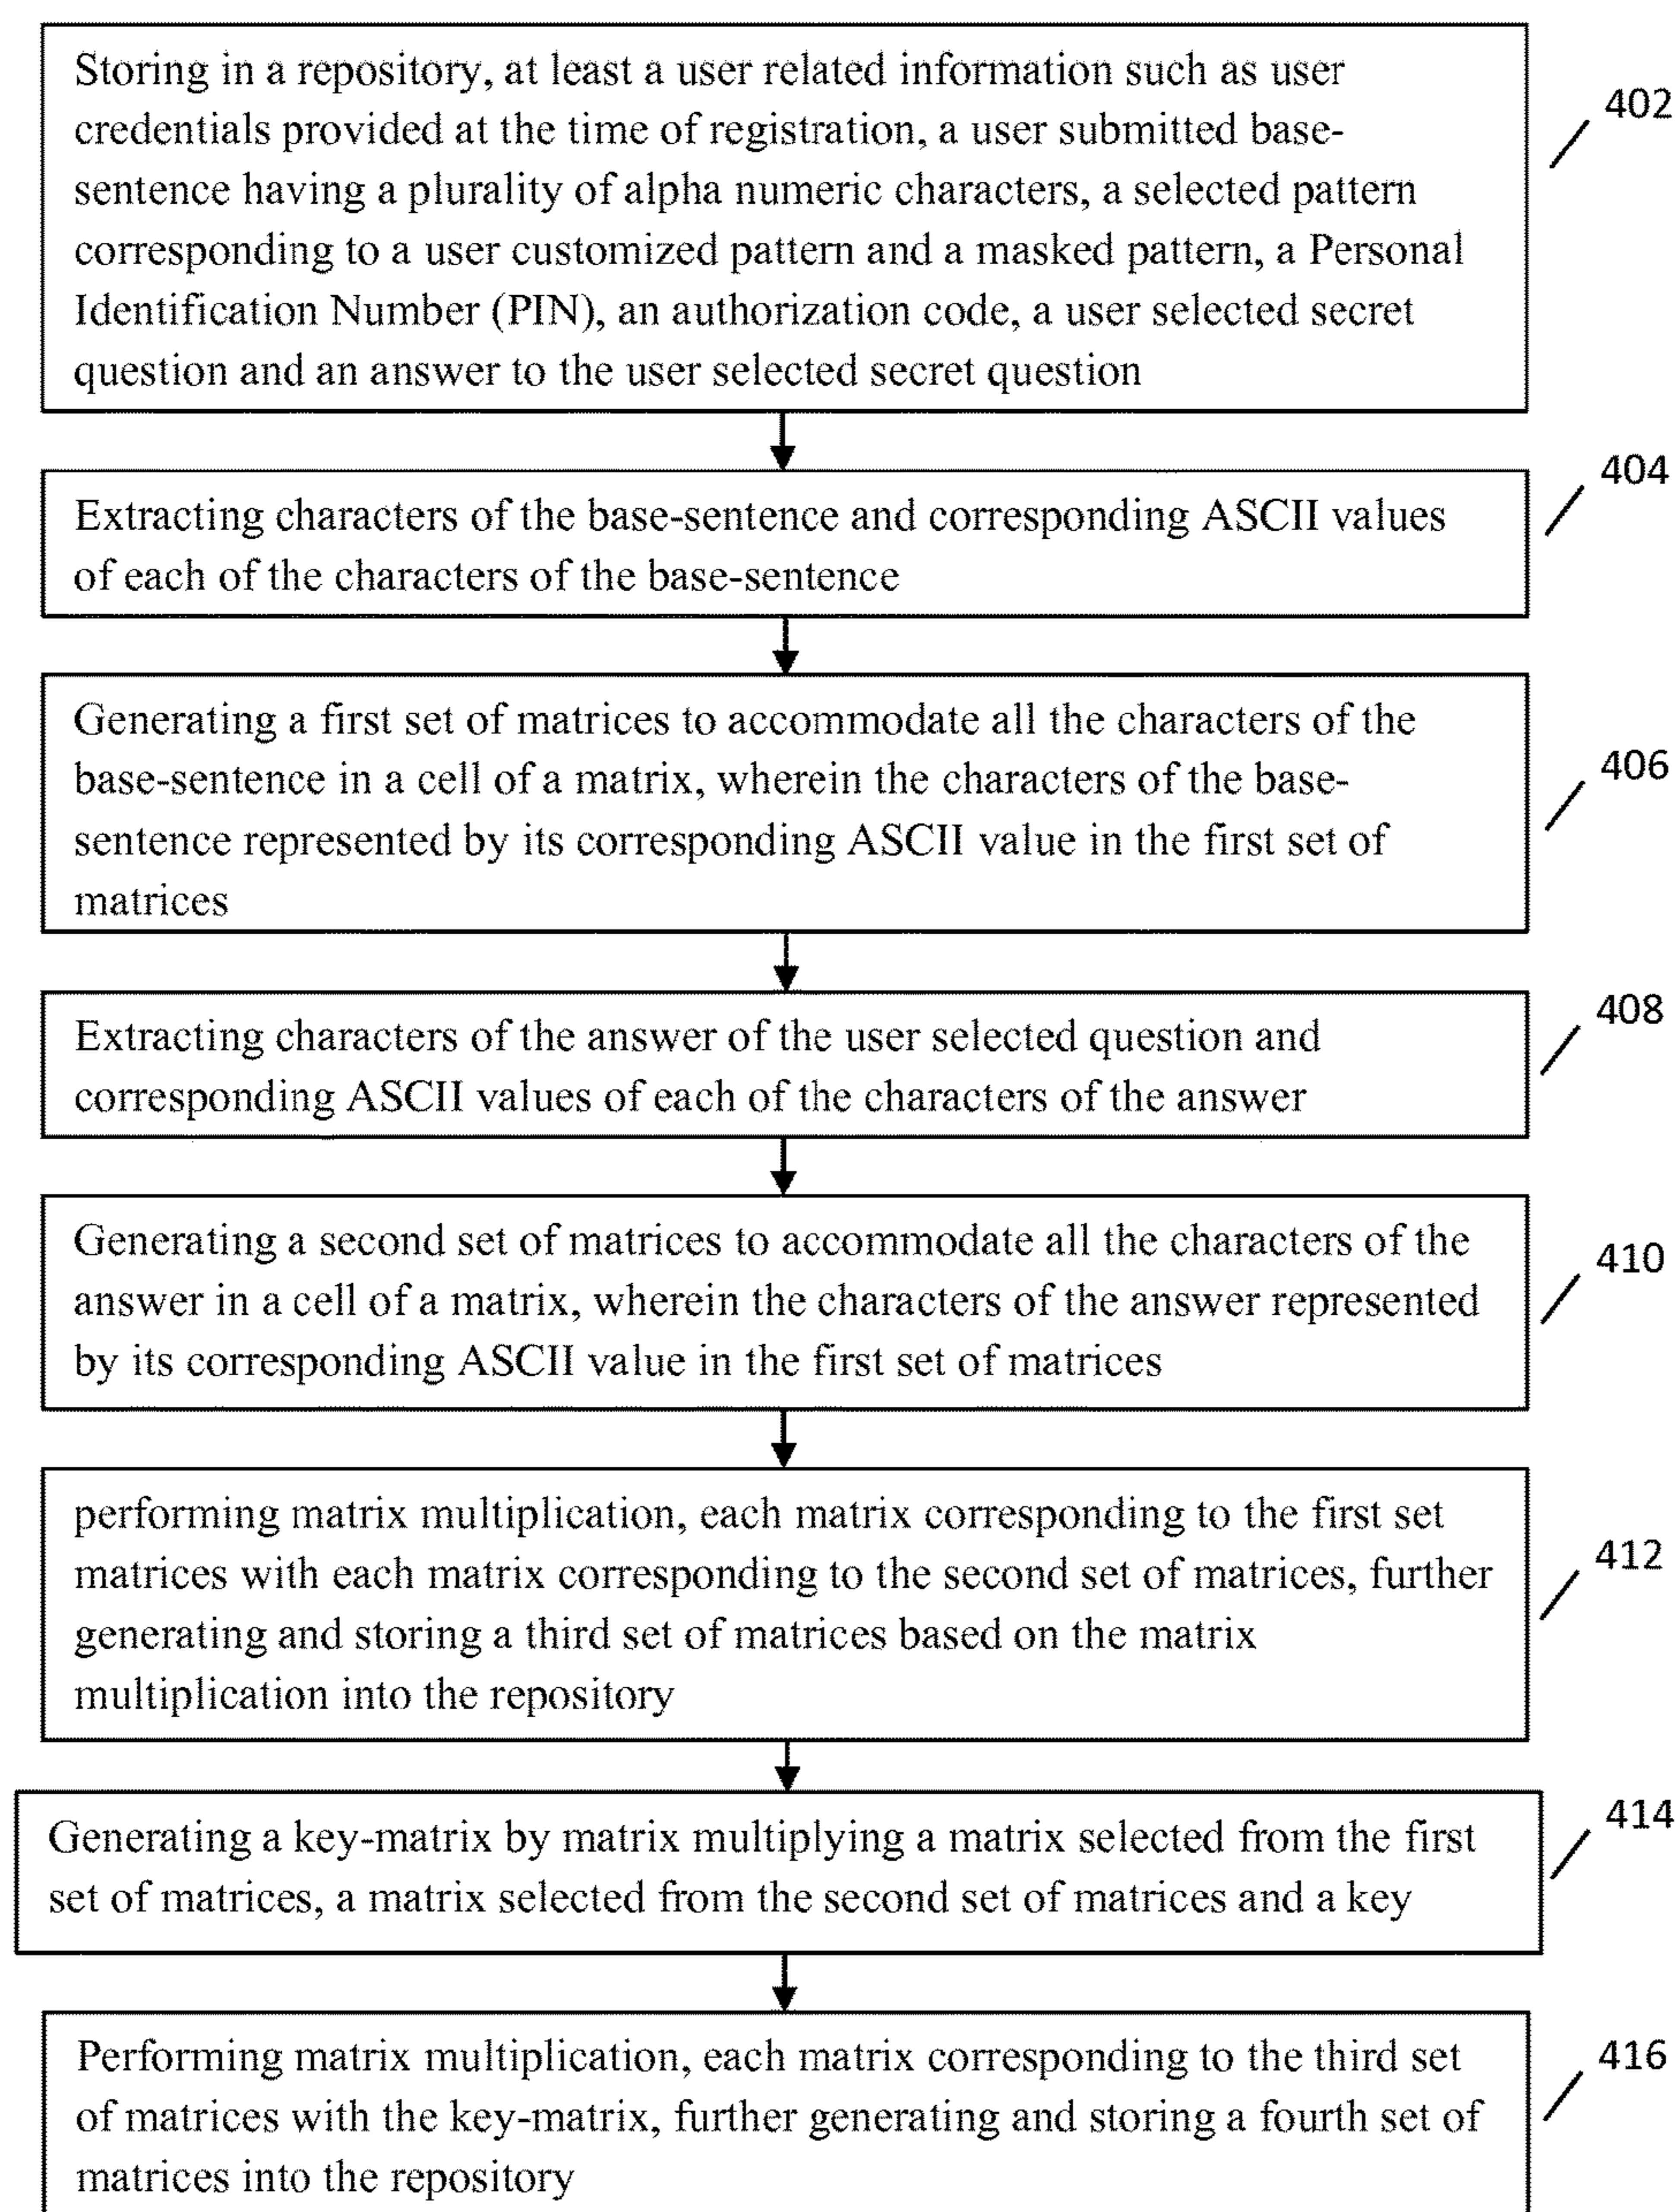 Storing in a repository, at least a user related information such as user
credentials provided at the time of registration, a user submitted base-
sentence having a plurality of alpha numeric characters, a selected pattern
corresponding to a user customized pattern and a masked pattern, a Personal
Identification Number (PIN), an authorization code, a user selected secret
question and an answer to the user selected secret question
402
Extracting characters of the base-sentence and corresponding ASCII values
of each of the characters of the base-sentence
404
Generating a first set of matrices to accommodate all the characters of the
base-sentence in a cell of a matrix, wherein the characters of the base-
sentence represented by its corresponding ASCII value in the first set of
matrices
406
Extracting characters of the answer of the user selected question and
corresponding ASCII values of each of the characters of the answer
408
Generating a second set of matrices to accommodate all the characters of the
answer in a cell of a matrix, wherein the characters of the answer represented
by its corresponding ASCII value in the first set of matrices
410
performing matrix multiplication, each matrix corresponding to the first set
matrices with each matrix corresponding to the second set of matrices, further
generating and storing a third set of matrices based on the matrix
multiplication into the repository
412
Generating a key-matrix by matrix multiplying a matrix selected from the first
set of matrices, a matrix selected from the second set of matrices and a key
414
Performing matrix multiplication, each matrix corresponding to the third set
of matrices with the key-matrix, further generating and storing a fourth set of
matrices into the repository
416